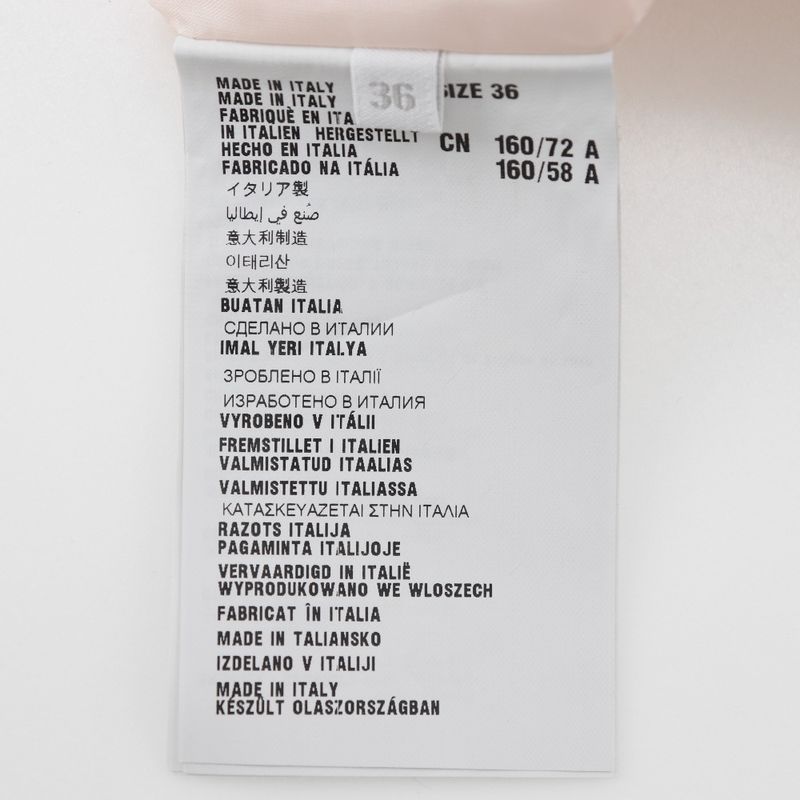 36
MADE IN ITALY SIZE 36
MADE IN ITALY
FABRIQUÈ EN ITA
IN ITALIEN HERGESTELLT CN 160/72 A
HECHO EN ITALIA
FABRICADO NA ITÁLIA 160/58 A
イタリア製
صُنع في إيطاليا
意大利制造
이태리산
意大利製造
BUATAN ITALIA
СДЕЛАНО В ИТАЛИИ
IMAL YERI ITALYA
ЗРОБЛЕНО В ІТАЛІЇ
ИЗРАБОТЕНО В ИТАЛИЯ
VYROBENO V ITÁLII
FREMSTILLET I ITALIEN
VALMISTATUD ITAALIAS
VALMISTETTU ITALIASSA
ΚΑΤΑΣΚΕΥΑΖΕΤΑΙ ΣΤΗΝ ΙΤΑΛΙΑ
RAZOTS ITALIJA
PAGAMINTA ITALIJOJE
VERVAARDIGD IN ITALIË
WYPRODUKOWANO WE WLOSZECH
FABRICAT ÎN ITALIA
MADE IN TALIANSKO
IZDELANO V ITALIJI
MADE IN ITALY
KÉSZÜLT OLASZORSZÁGBAN